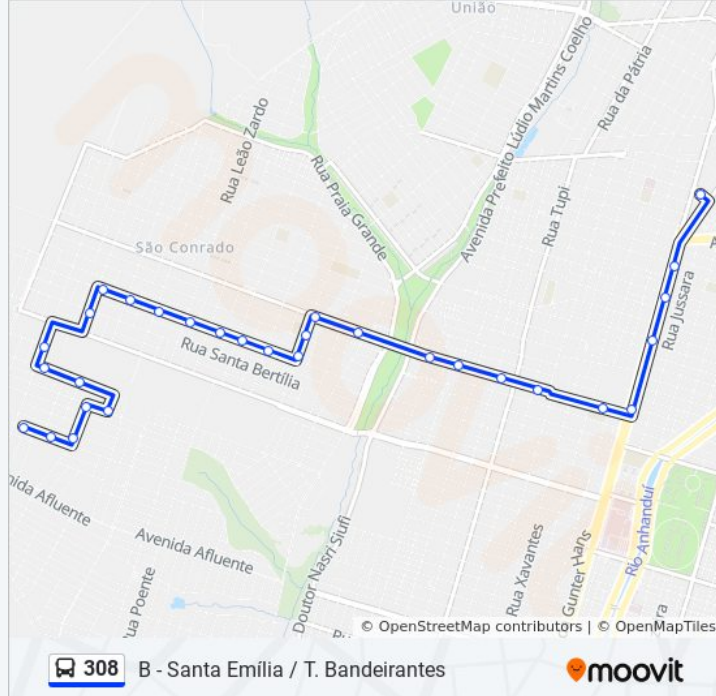 União
Rua da Pátria
Avenida Prefeito Lúdio Martins Coelho
Rua Leão Zardo
Rua Praia Grande
Rua Tupi
São Conrado
A
Rua Jussara
Rua Santa Bertília
nida Afluente
Avenida Afluente
Doutor Nasri Siufi
Rua Xavantes
o Gunter Hans
Rio Anhanduí
ua Poente
ara
© OpenStreetMap contributors | © OpenMapTiles
308 B - Santa Emília / T. Bandeirantes
moovit